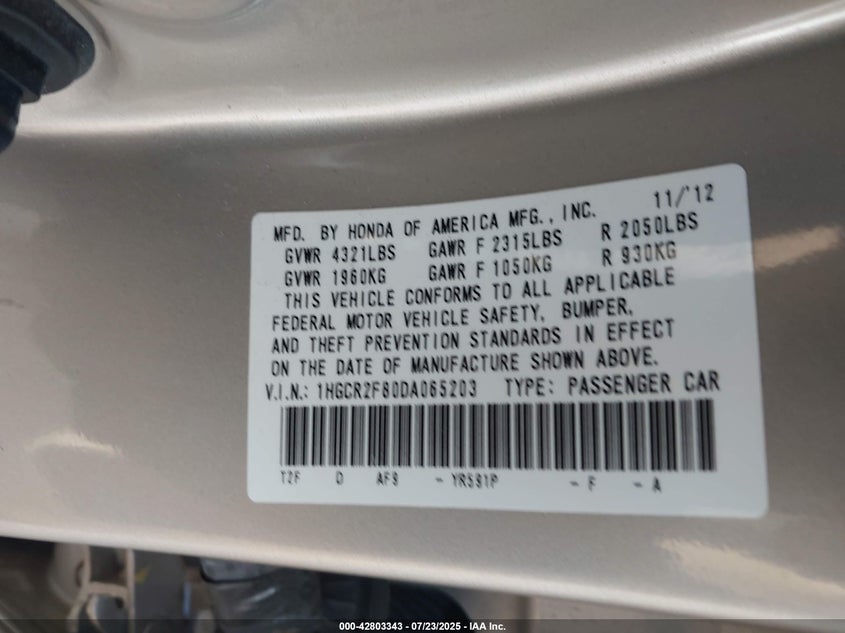 MFD. BY HONDA OF AMERICA MFG., INC. 11/'12
GVWR 4321LBS GAWR F 2315LBS R 2050LBS
GVWR 1960KG GAWR F 1050KG R 930KG
THIS VEHICLE CONFORMS TO ALL APPLICABLE
FEDERAL MOTOR VEHICLE SAFETY, BUMPER,
AND THEFT PREVENTION STANDARDS IN EFFECT
ON THE DATE OF MANUFACTURE SHOWN ABOVE.
V.I.N.: 1HGCR2F80DA065203 TYPE: PASSENGER CAR
T2F D AF9 - YR591P - F - A
000-42803343 - 07/23/2025 - IAA Inc.